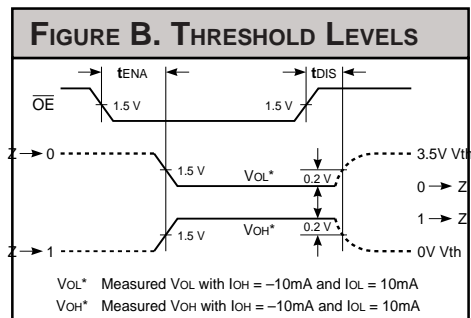 FIGURE B. THRESHOLD LEVELS
tENA tDIS
OE 1.5 V 1.5 V
Z → 0 3.5V Vth
1.5 V VOL* 0.2 V
0 → Z
1 → Z
1.5 V VOH* 0.2 V
Z → 1 0V Vth
VOL* Measured VOL with IOH = –10mA and IOL = 10mA
VOH* Measured VOH with IOH = –10mA and IOL = 10mA